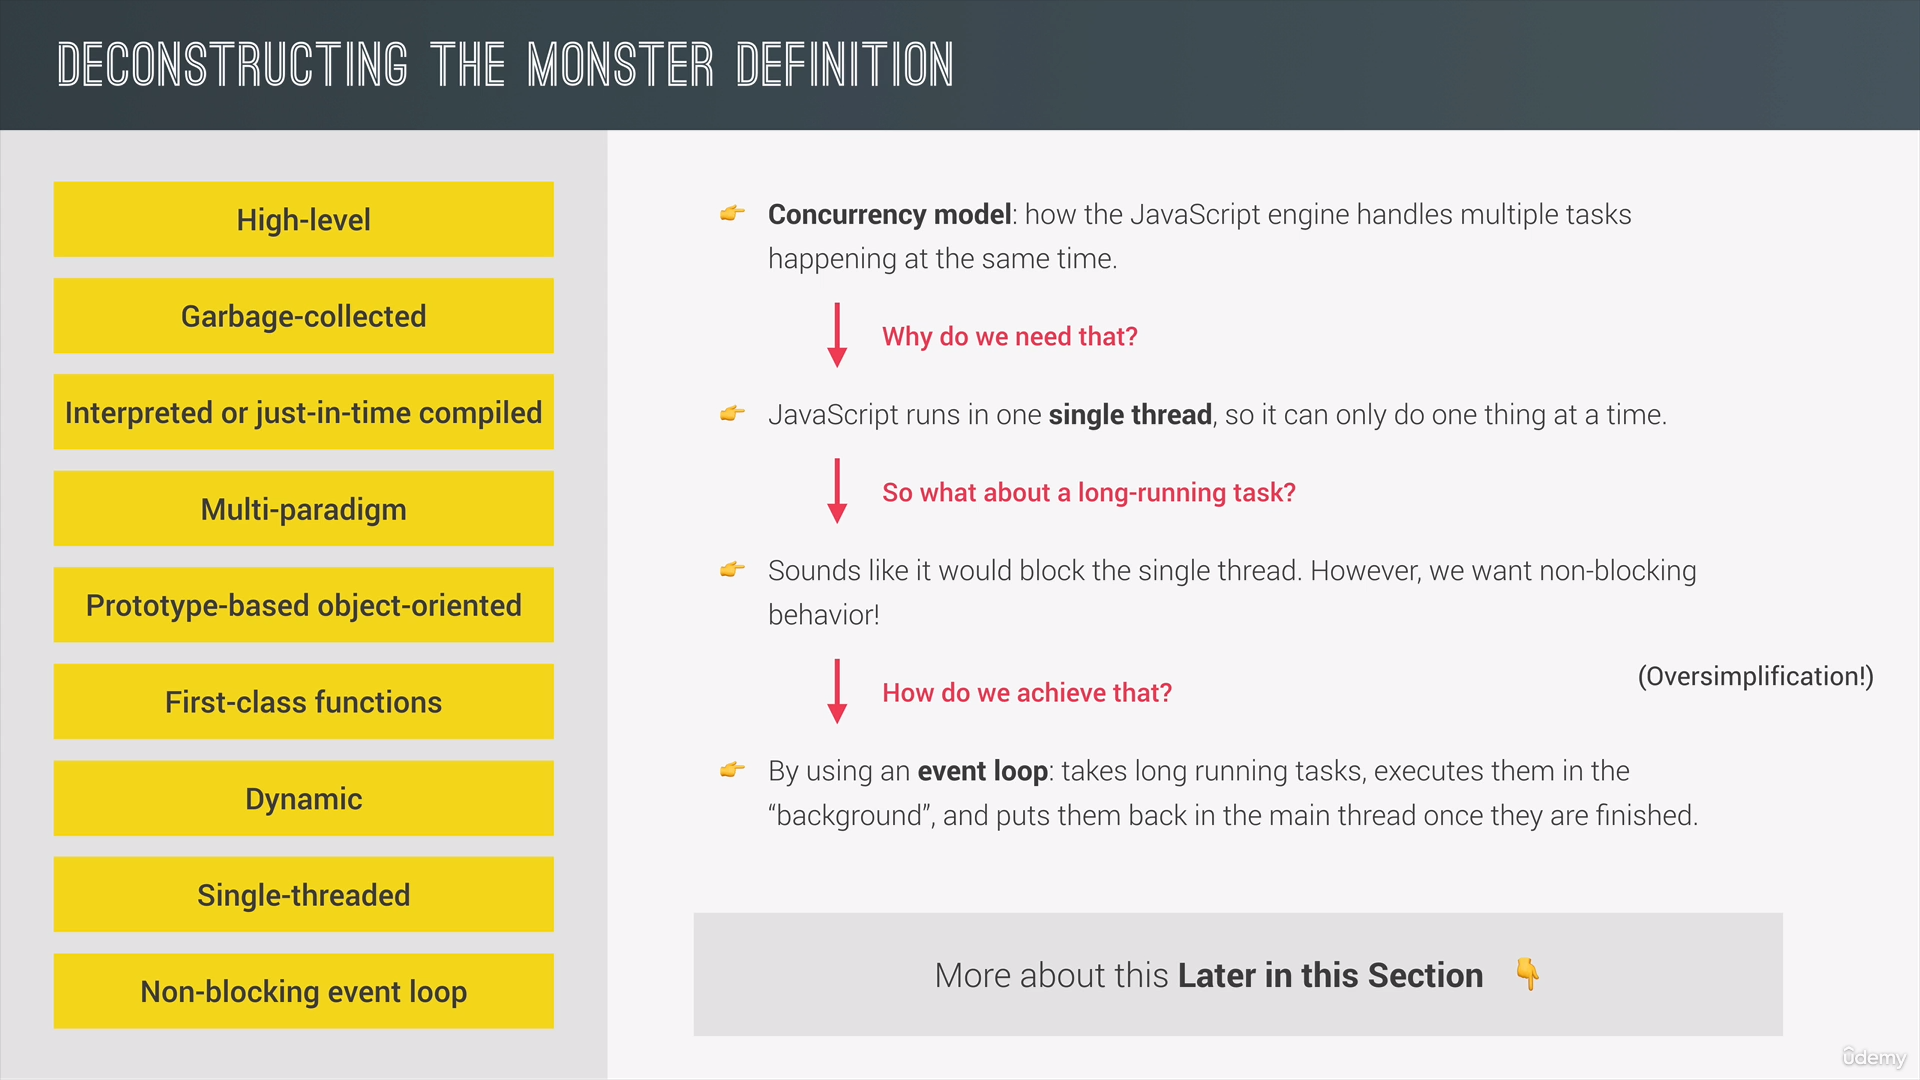 DECONSTRUCTING THE MONSTER DEFINITION
High-level
Garbage-collected
Interpreted or just-in-time compiled
Multi-paradigm
Prototype-based object-oriented
First-class functions
Dynamic
Single-threaded
Non-blocking event loop
Concurrency model: how the JavaScript engine handles multiple tasks
happening at the same time.
Why do we need that?
JavaScript runs in one single thread, so it can only do one thing at a time.
So what about a long-running task?
Sounds like it would block the single thread. However, we want non-blocking
behavior!
How do we achieve that?
(Oversimplification!)
By using an event loop: takes long running tasks, executes them in the
“background”, and puts them back in the main thread once they are finished.
More about this Later in this Section
ûdemy